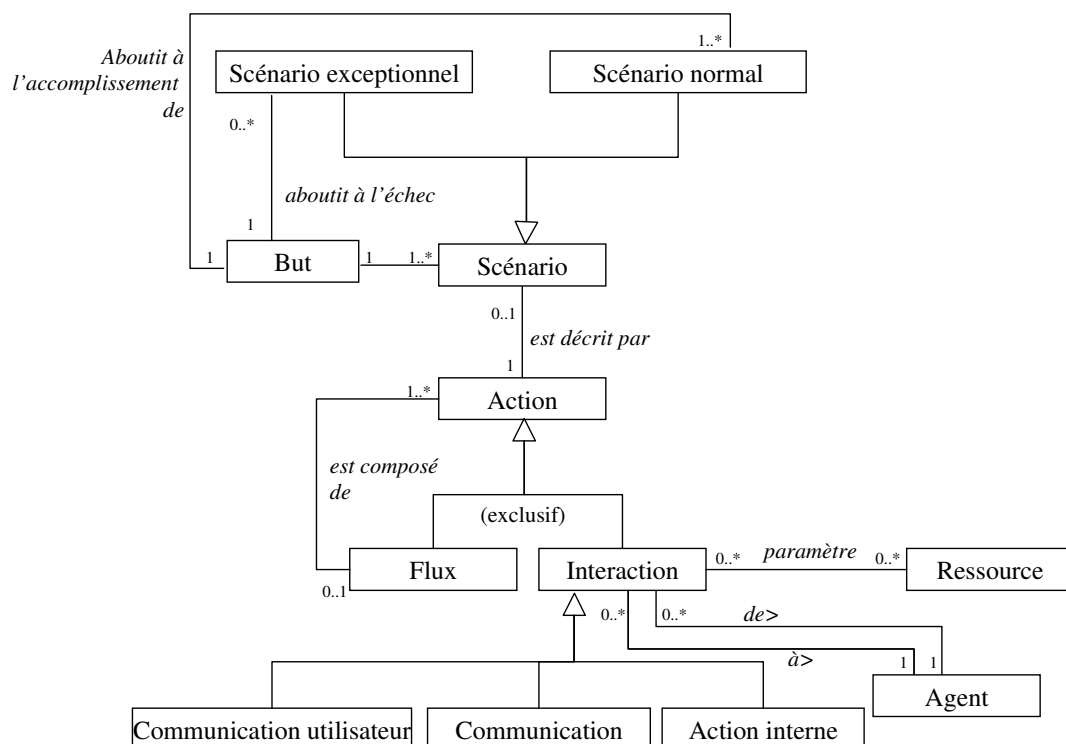 1..*
Aboutit à
l'accomplissement
de
Scénario exceptionnel
Scénario normal
0..*
aboutit à l'échec
1
1
But
1
1..*
Scénario
0..1
est décrit par
1
1..*
Action
est composé
de
(exclusif)
Flux
0..1
Interaction
0..*
paramètre
0..*
Ressource
0..*
0..*
de>
à>
1
1
Agent
Communication utilisateur
Communication
Action interne